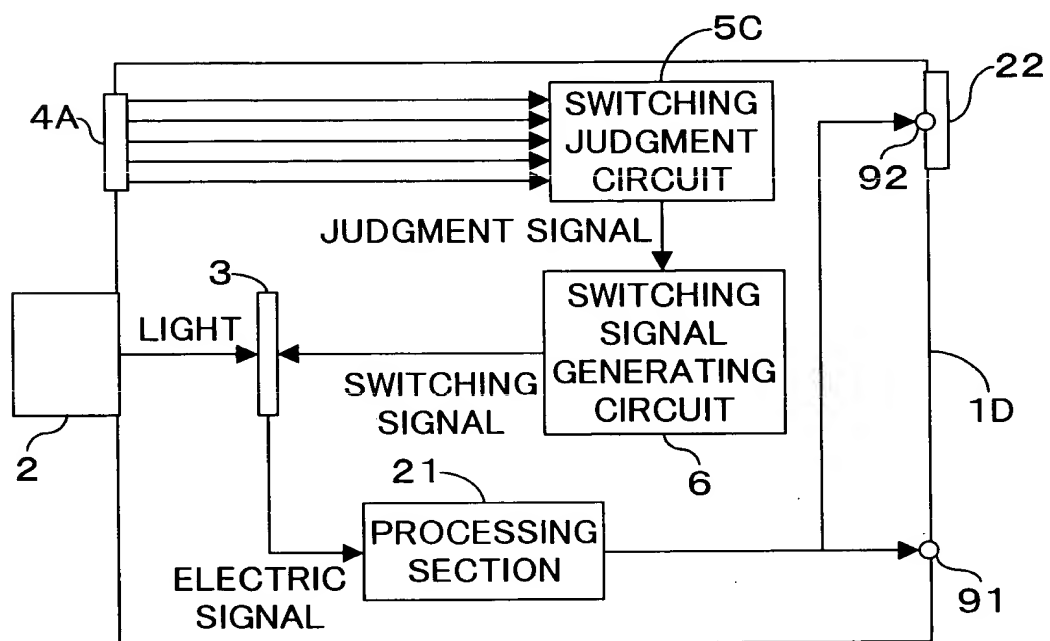 5C
22
4A
SWITCHING
JUDGMENT
CIRCUIT
92
JUDGMENT SIGNAL
3
LIGHT
SWITCHING
SIGNAL
GENERATING
CIRCUIT
SWITCHING
SIGNAL
1D
2
21
6
PROCESSING
SECTION
ELECTRIC
SIGNAL
91